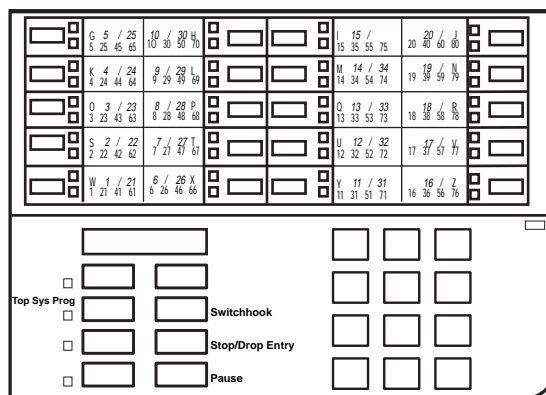 G 5 / 25
5 25 45 65
10 / 30 H
10 30 50 70
I 15 /
15 35 55 75
20 / J
20 40 60 80
K 4 / 24
4 24 44 64
9 / 29 L
9 29 49 69
M 14 / 34
14 34 54 74
19 / N
19 39 59 79
O 3 / 23
3 23 43 63
8 / 28 P
8 28 48 68
Q 13 / 33
13 33 53 73
18 / R
18 38 58 78
S 2 / 22
2 22 42 62
7 / 27 T
7 27 47 67
U 12 / 32
12 32 52 72
17 / V
17 37 57 77
W 1 / 21
1 21 41 61
6 / 26 X
6 26 46 66
Y 11 / 31
11 31 51 71
16 / Z
16 36 56 76
Top Sys Prog
Switchhook
Stop/Drop Entry
Pause